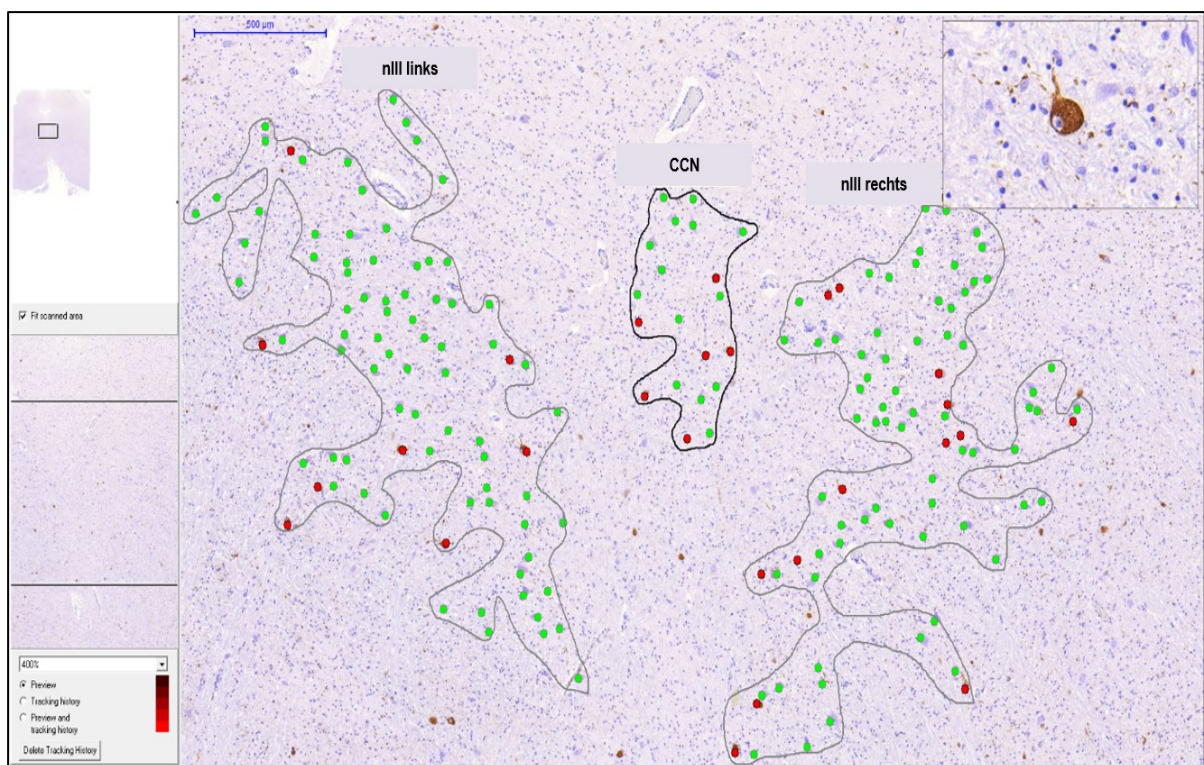 500 µm
nIII links
CCN
nIII rechts
Fit scanned area
400%
Preview
Tracking history
Preview and
tracking history
Delete Tracking History